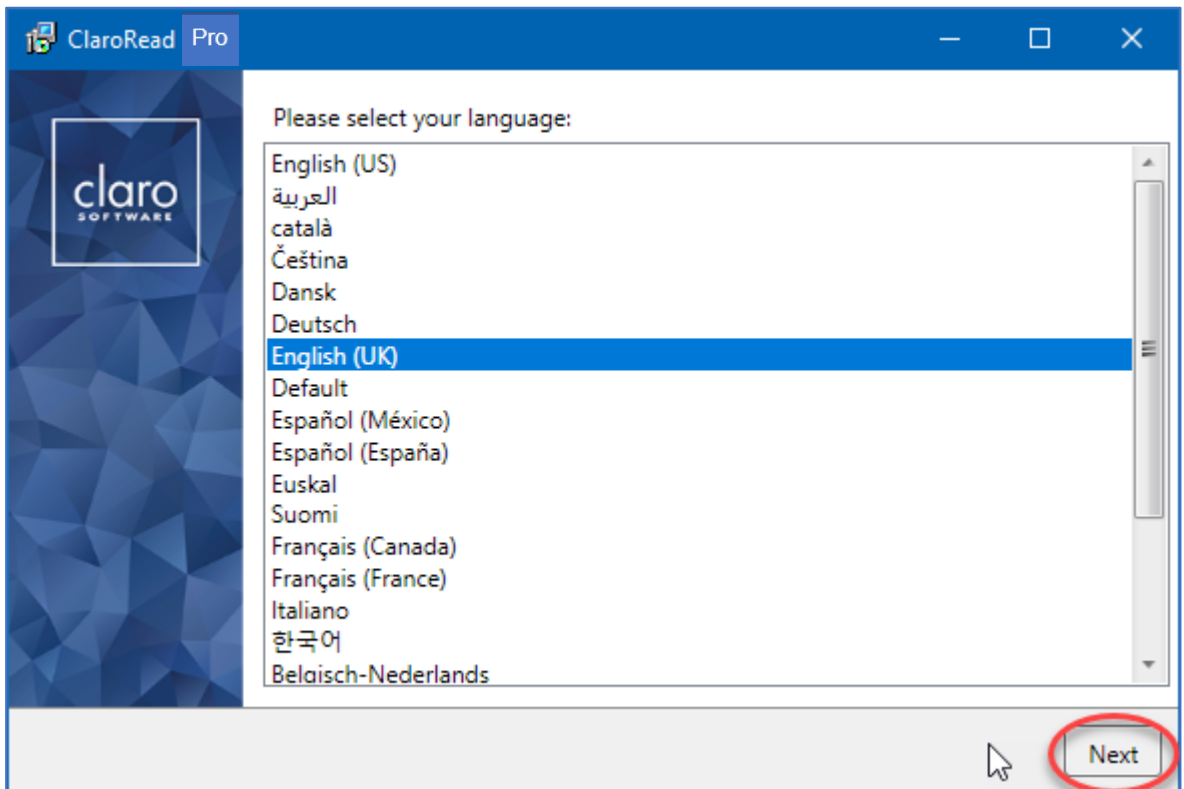 ClaroRead Pro
claro
SOFTWARE
Please select your language:
English (US)
العربية
català
Čeština
Dansk
Deutsch
English (UK)
Default
Español (México)
Español (España)
Euskal
Suomi
Français (Canada)
Français (France)
Italiano
한국어
Belgisch-Nederlands
Next